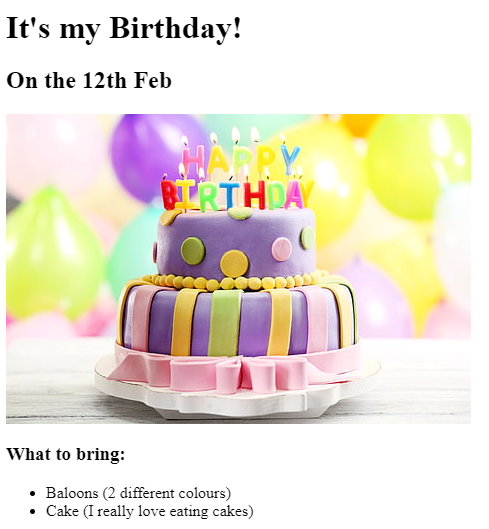 It's my Birthday!
On the 12th Feb
HAPPY
BIRTHDAY
What to bring:
Baloons (2 different colours)
Cake (I really love eating cakes)